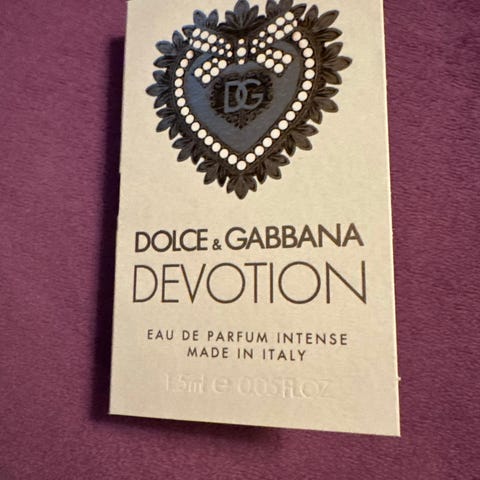 DG
DOLCE & GABBANA
DEVOTION
EAU DE PARFUM INTENSE
MADE IN ITALY
1.5ml ℮ 0.05 FL.OZ.